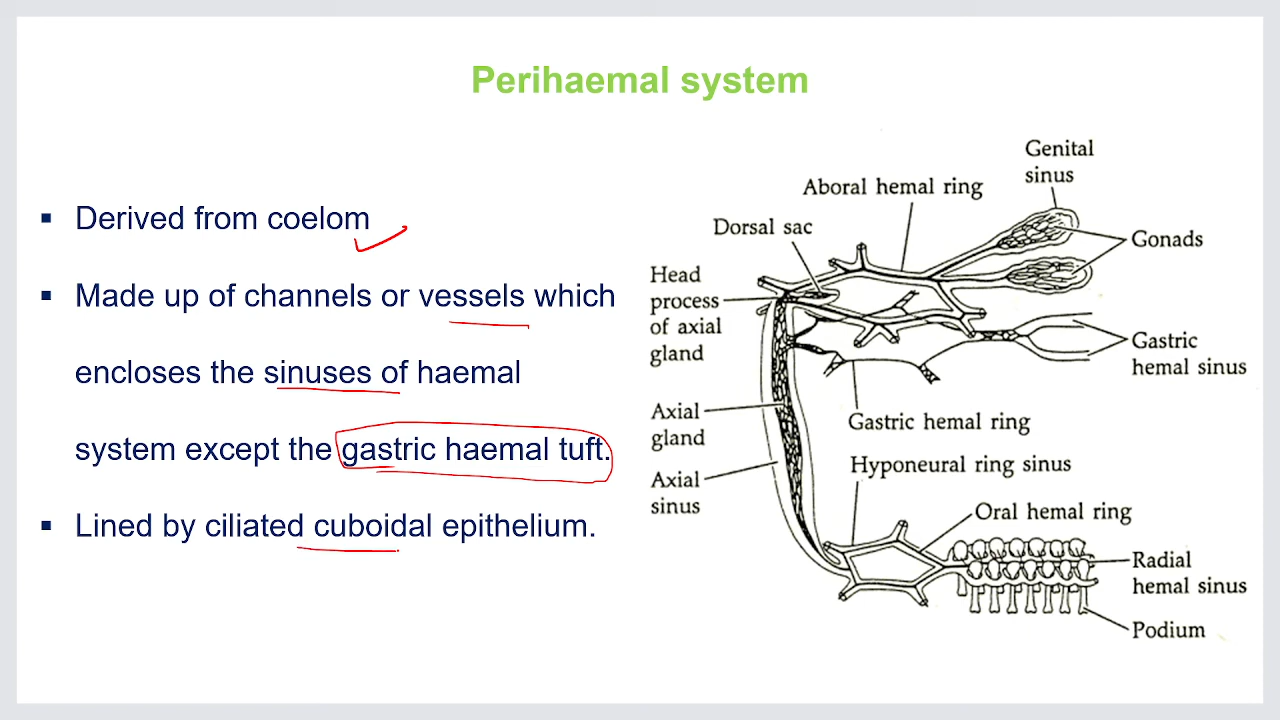 Perihaemal system
▪ Derived from coelom
▪ Made up of channels or vessels which
encloses the sinuses of haemal
system except the gastric haemal tuft.
▪ Lined by ciliated cuboidal epithelium.
Genital
sinus
Aboral hemal ring
Dorsal sac
Gonads
Head
process
of axial
gland
Gastric
hemal sinus
Axial
gland
Gastric hemal ring
Axial
sinus
Hyponeural ring sinus
Oral hemal ring
Radial
hemal sinus
Podium